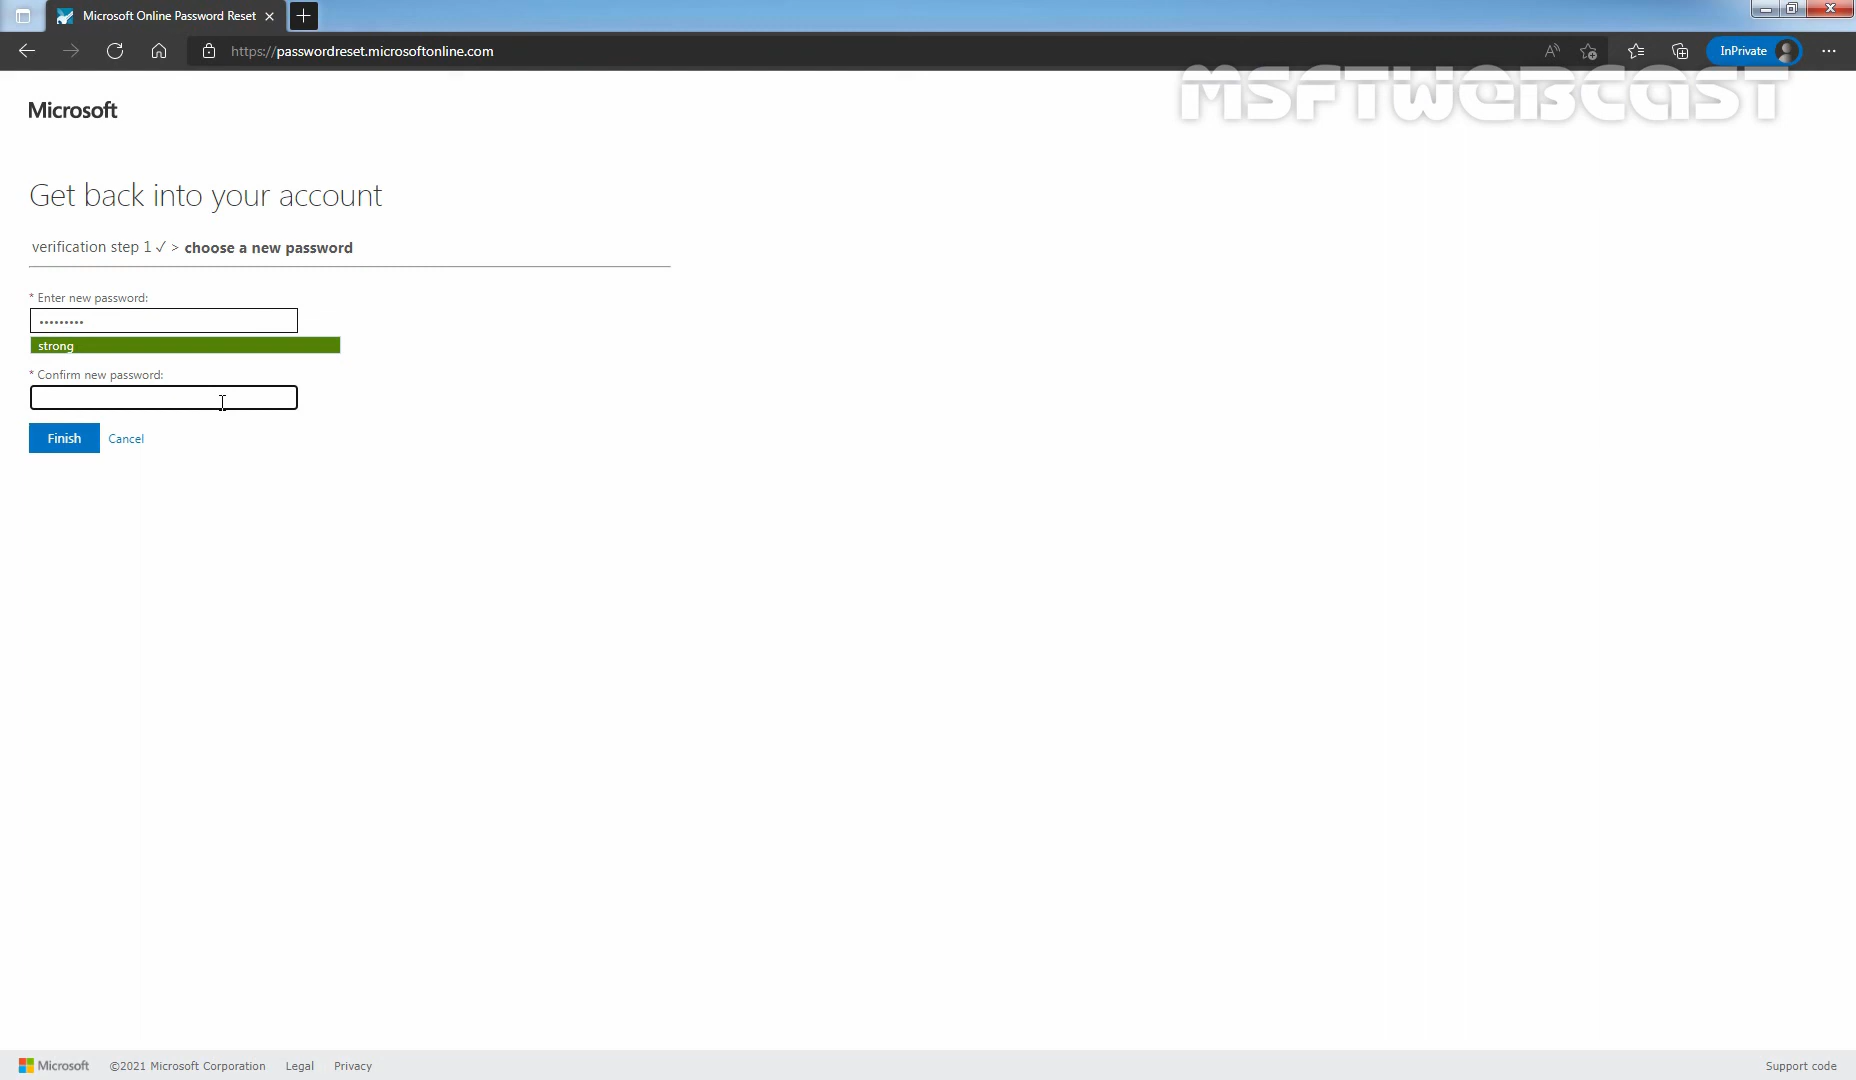 Microsoft Online Password Reset
https://passwordreset.microsoftonline.com
InPrivate
MSFTWEBCAST
Microsoft
Get back into your account
verification step 1 ✓ > choose a new password
* Enter new password:
•••••••••
strong
* Confirm new password:
Finish Cancel
Microsoft ©2021 Microsoft Corporation Legal Privacy Support code